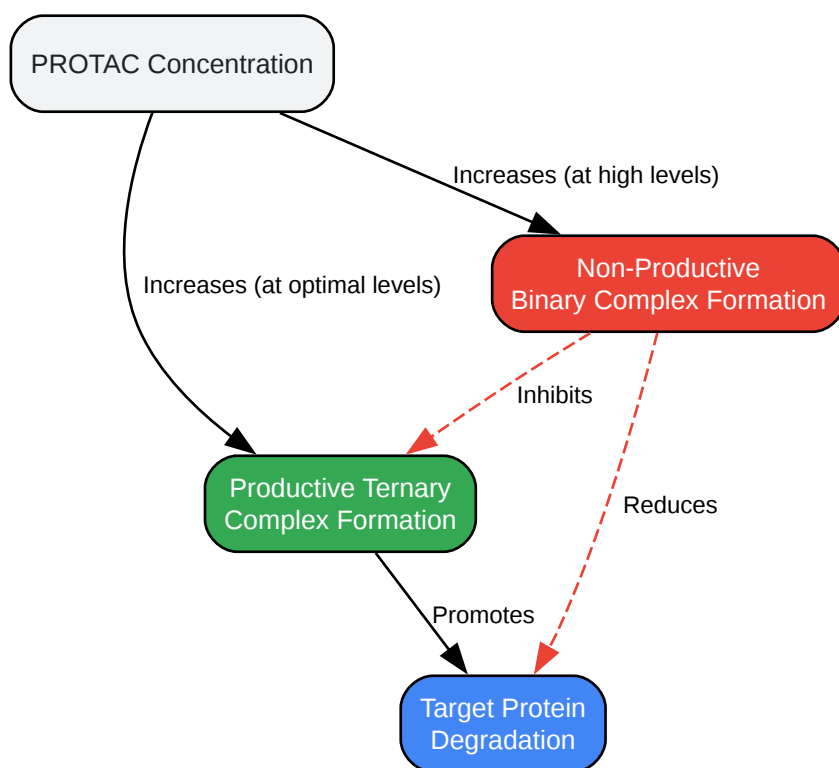 PROTAC Concentration
Increases (at high levels)
Non-Productive
Binary Complex Formation
Increases (at optimal levels)
Inhibits
Productive Ternary
Complex Formation
Reduces
Promotes
Target Protein
Degradation